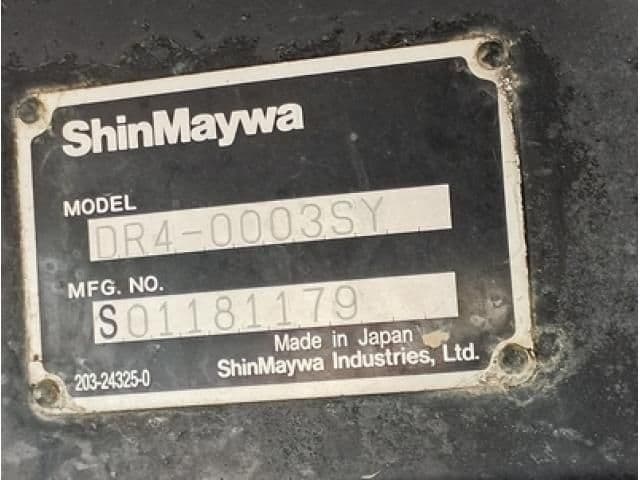 ShinMaywa
MODEL
DR4-0003SY
MFG. NO.
S01181179
Made in Japan
203-24325-0 ShinMaywa Industries, Ltd.